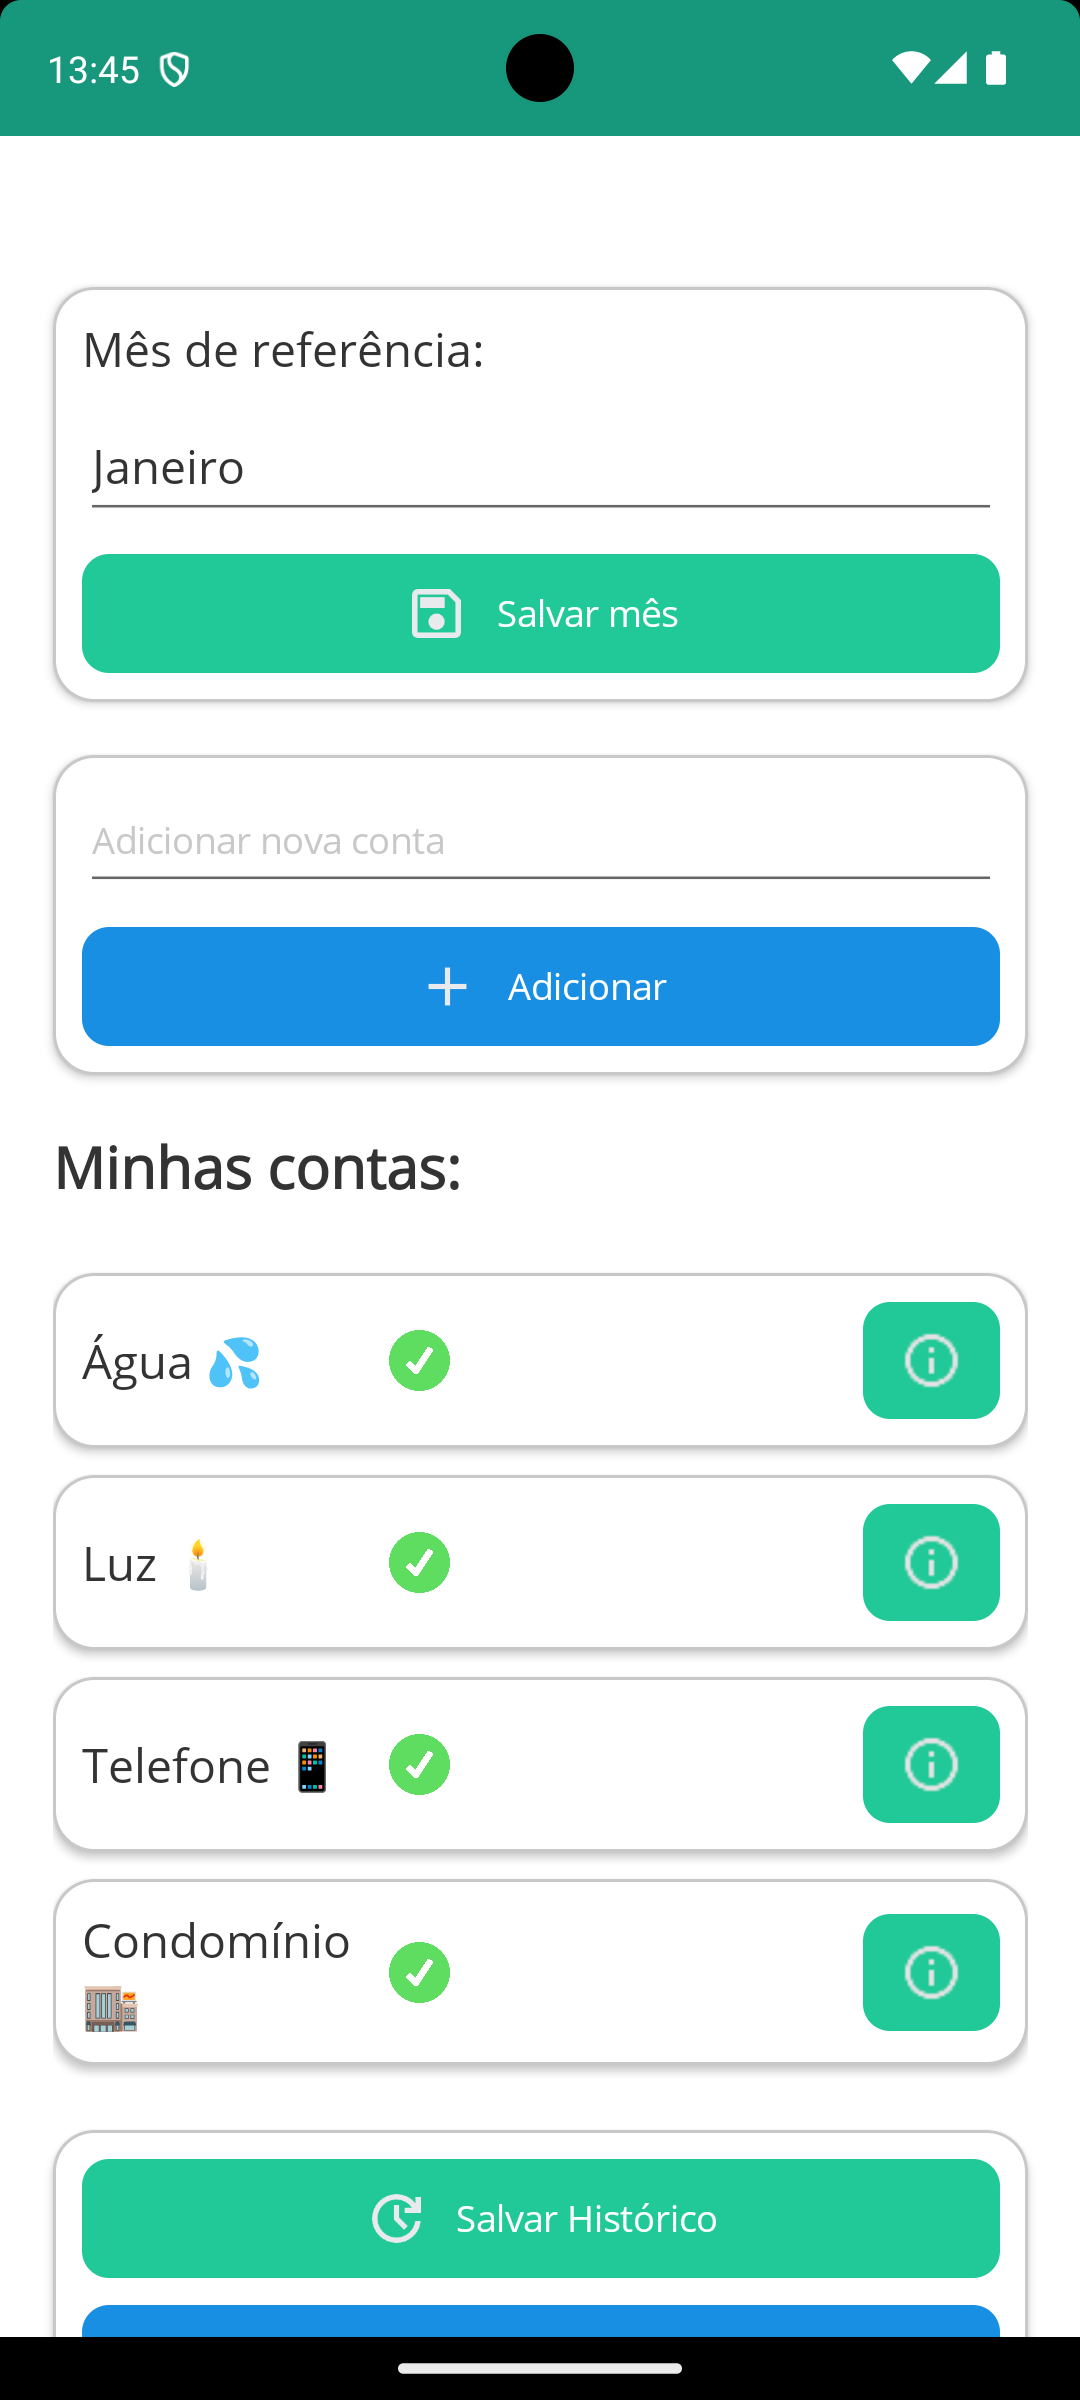 13:45
Mês de referência:
Janeiro
Salvar mês
Adicionar nova conta
Adicionar
Minhas contas:
Água 💦
Luz 🕯️
Telefone 📱
Condomínio
🏬
Salvar Histórico